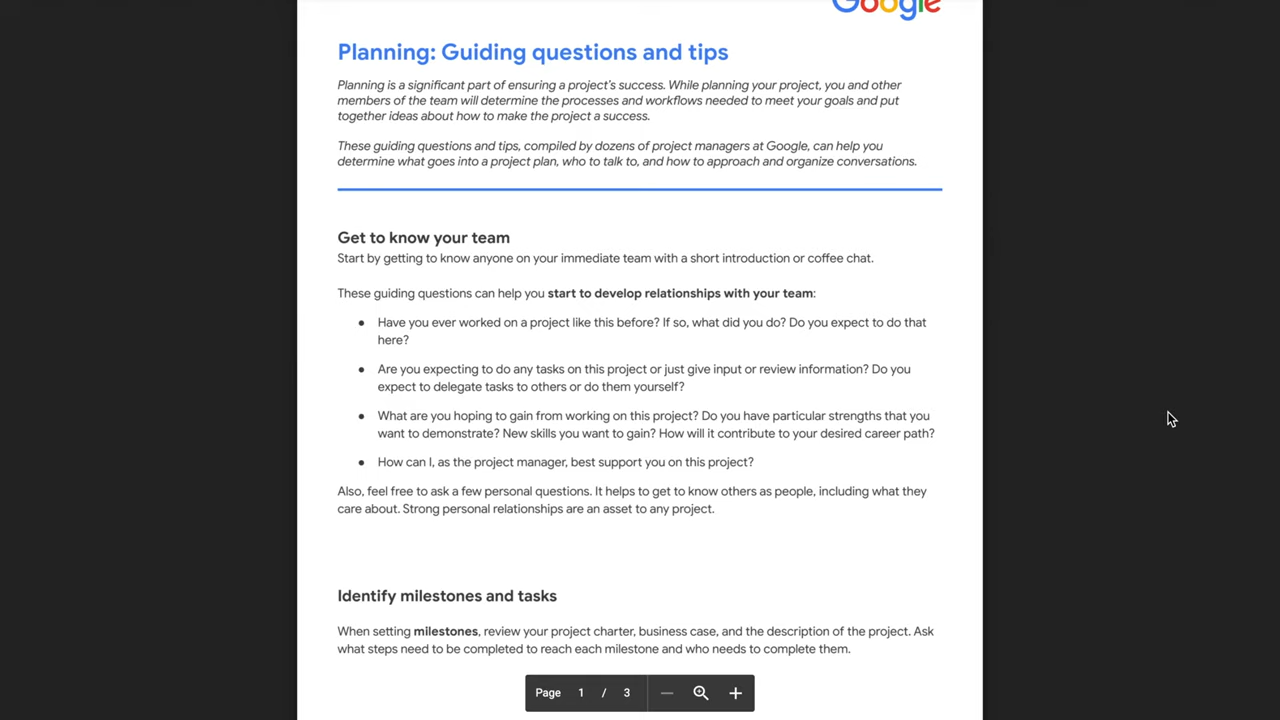 Google
Planning: Guiding questions and tips
Planning is a significant part of ensuring a project's success. While planning your project, you and other
members of the team will determine the processes and workflows needed to meet your goals and put
together ideas about how to make the project a success.
These guiding questions and tips, compiled by dozens of project managers at Google, can help you
determine what goes into a project plan, who to talk to, and how to approach and organize conversations.
Get to know your team
Start by getting to know anyone on your immediate team with a short introduction or coffee chat.
These guiding questions can help you start to develop relationships with your team:
● Have you ever worked on a project like this before? If so, what did you do? Do you expect to do that
here?
● Are you expecting to do any tasks on this project or just give input or review information? Do you
expect to delegate tasks to others or do them yourself?
● What are you hoping to gain from working on this project? Do you have particular strengths that you
want to demonstrate? New skills you want to gain? How will it contribute to your desired career path?
● How can I, as the project manager, best support you on this project?
Also, feel free to ask a few personal questions. It helps to get to know others as people, including what they
care about. Strong personal relationships are an asset to any project.
Identify milestones and tasks
When setting milestones, review your project charter, business case, and the description of the project. Ask
what steps need to be completed to reach each milestone and who needs to complete them.
Page 1 / 3